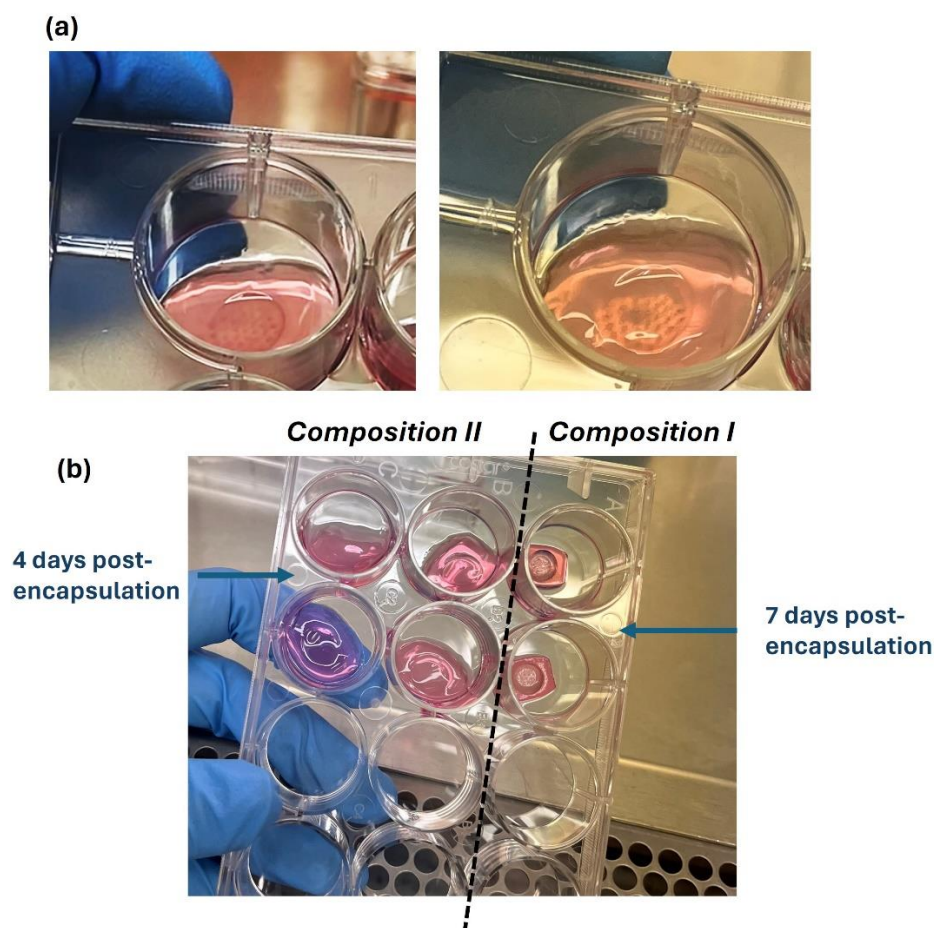 (a)
Composition II
Composition I
(b)
4 days post-
encapsulation
7 days post-
encapsulation
C
B
A